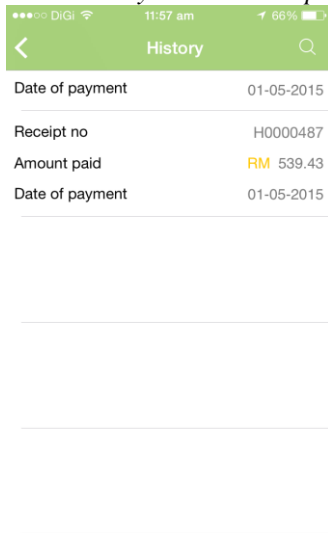 DiGi 11:57 am 66%
History
Date of payment 01-05-2015
Receipt no H0000487
Amount paid RM 539.43
Date of payment 01-05-2015